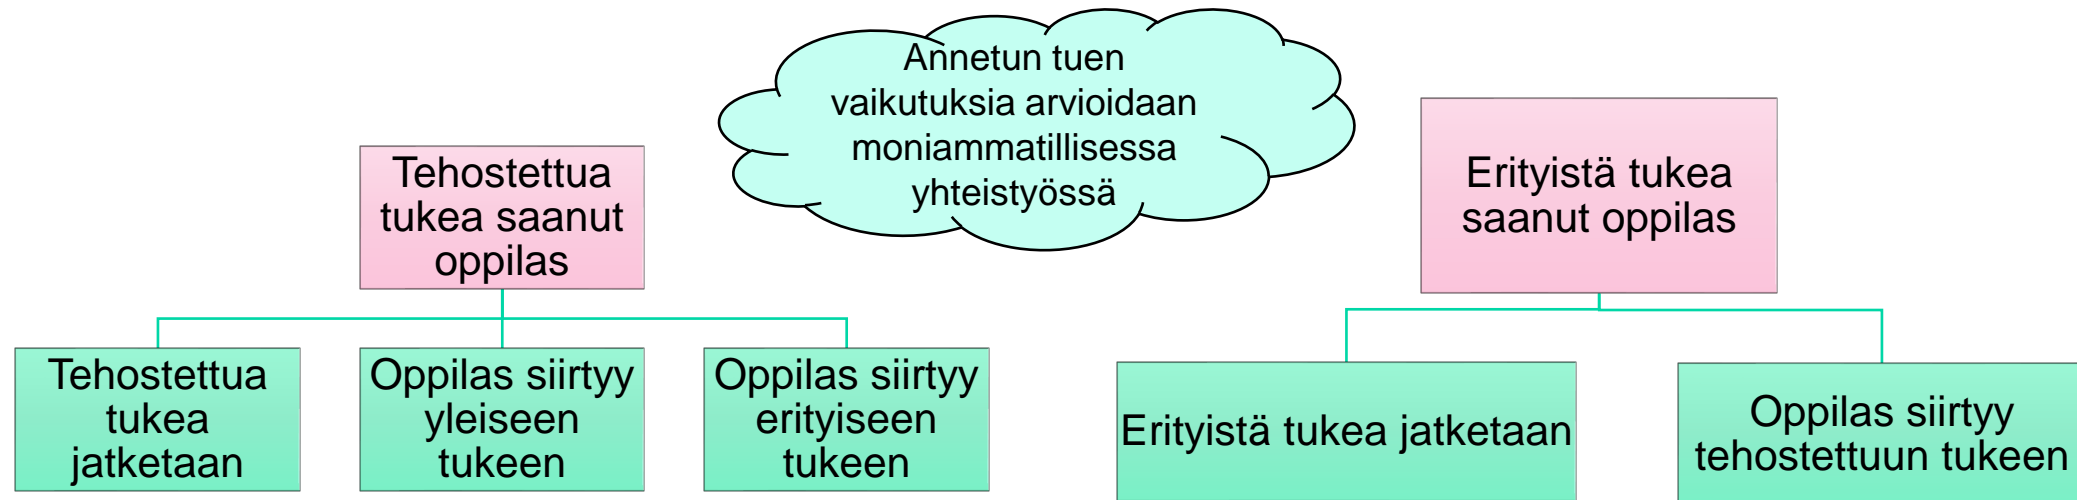 Annetun tuen
vaikutuksia arvioidaan
moniammatillisessa
yhteistyössä
Tehostettua
tukea saanut
oppilas
Erityistä tukea
saanut oppilas
Tehostettua
tukea
jatketaan
Oppilas siirtyy
yleiseen
tukeen
Oppilas siirtyy
erityiseen
tukeen
Erityistä tukea jatketaan
Oppilas siirtyy
tehostettuun tukeen